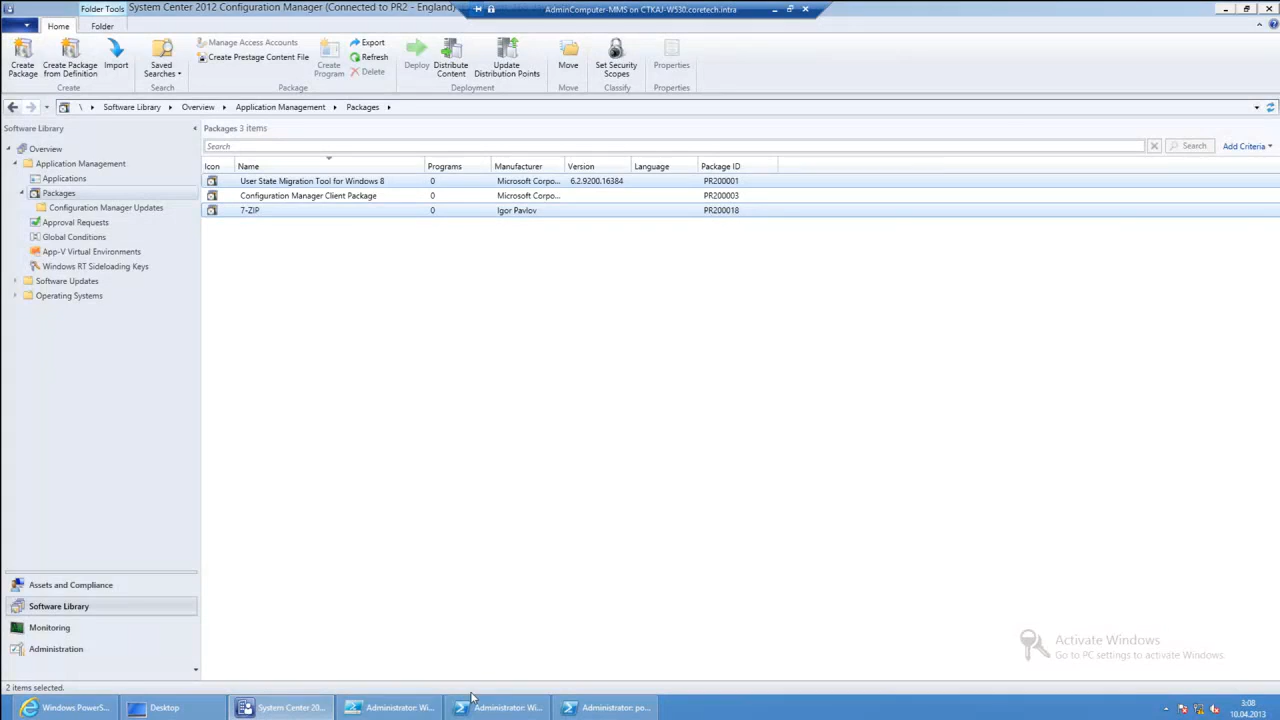 Folder Tools
System Center 2012 Configuration Manager (Connected to PR2 - England)
AdminComputer-MMS on CTKAJ-W530.coretech.intra
Home
Folder
Create Package
Create Package from Definition
Import
Saved Searches
Manage Access Accounts
Create Prestage Content File
Create Program
Export
Refresh
Delete
Deploy
Distribute Content
Update Distribution Points
Move
Set Security Scopes
Properties
Create
Search
Package
Deployment
Move
Classify
Properties
\ Software Library Overview Application Management Packages
Software Library
Packages 3 items
Search
Search
Add Criteria
Overview
Application Management
Applications
Packages
Configuration Manager Updates
Approval Requests
Global Conditions
App-V Virtual Environments
Windows RT Sideloading Keys
Software Updates
Operating Systems
Icon Name Programs Manufacturer Version Language Package ID
User State Migration Tool for Windows 8 0 Microsoft Corpo... 6.2.9200.16384 PR200001
Configuration Manager Client Package 0 Microsoft Corpo... PR200003
7-ZIP 0 Igor Pavlov PR200018
Assets and Compliance
Software Library
Monitoring
Administration
Activate Windows
Go to PC settings to activate Windows.
2 items selected.
Windows PowerS...
Desktop
System Center 20...
Administrator: Wi...
Administrator: Wi...
Administrator: po...
3:08
10.04.2013